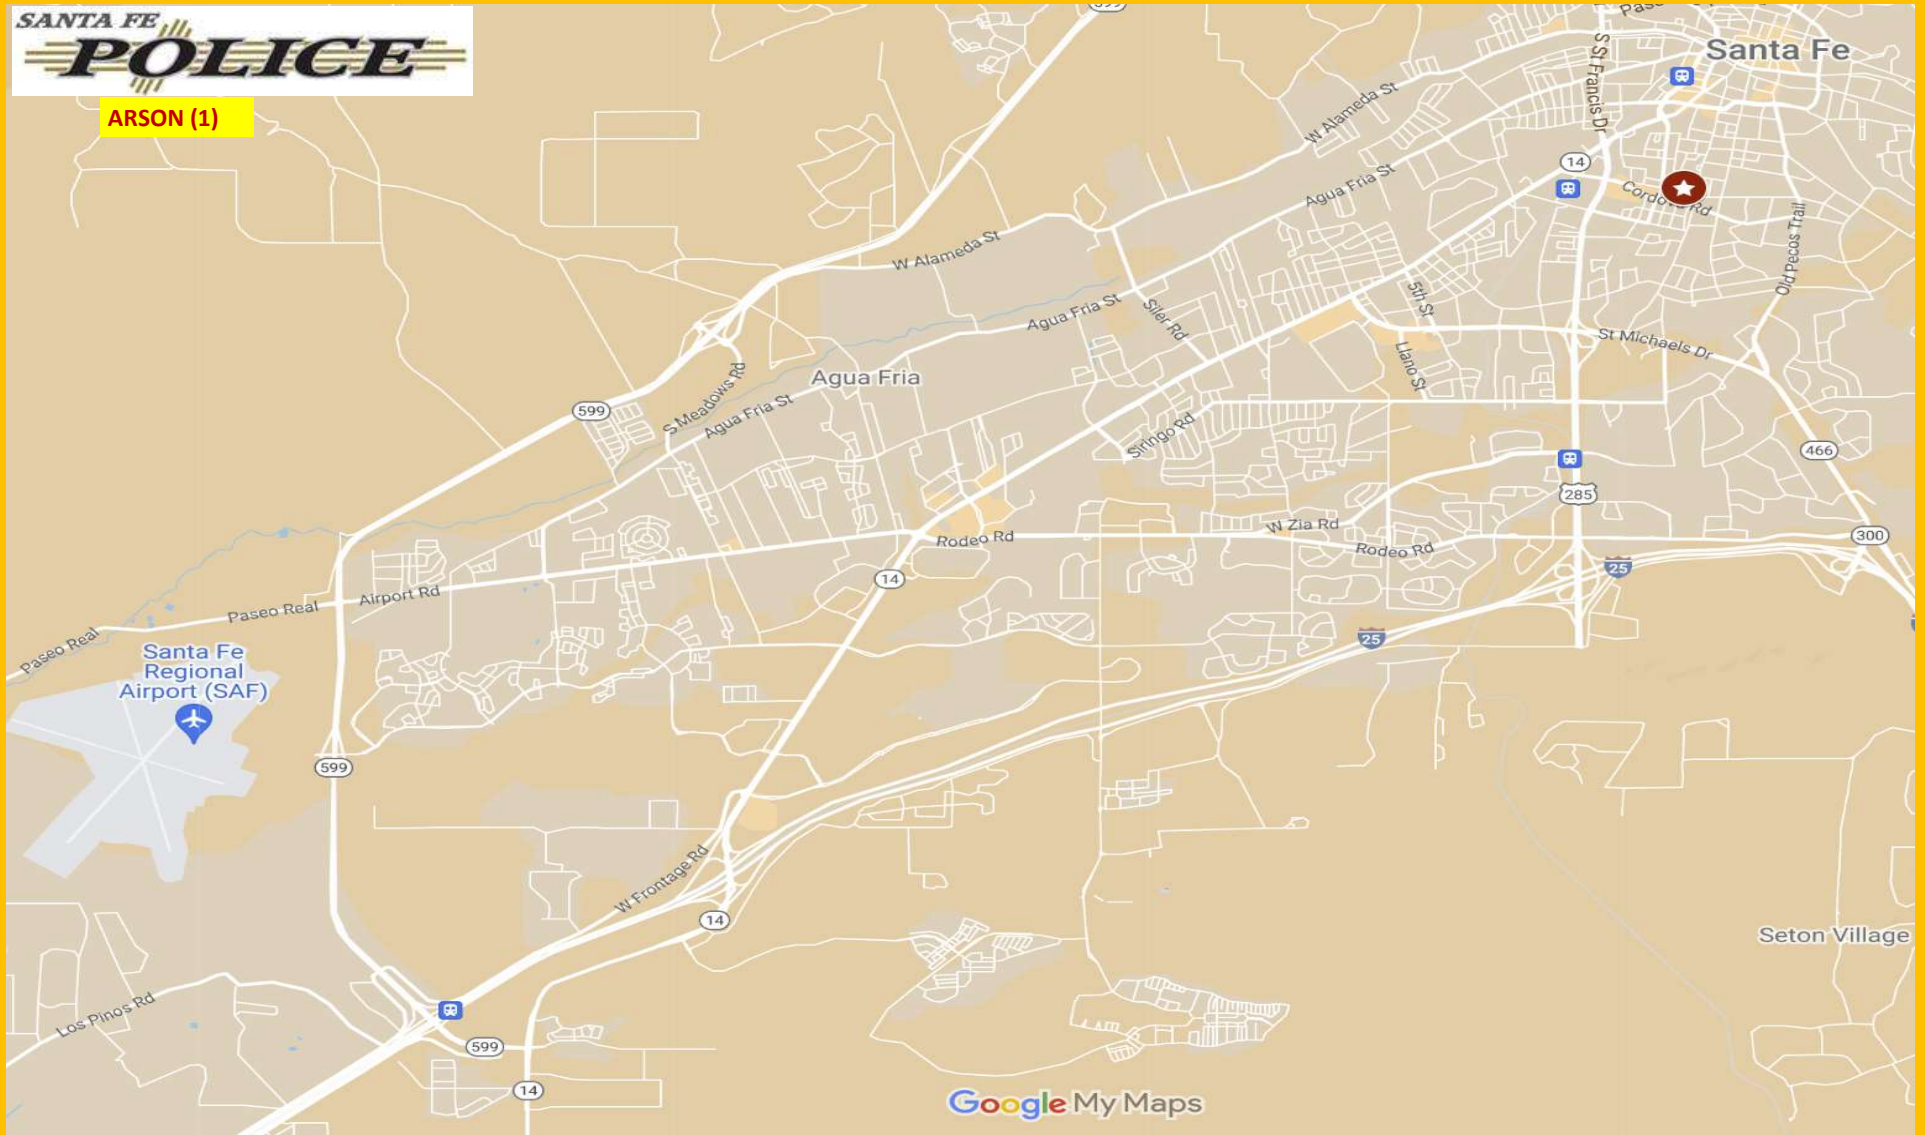 SANTA FE
POLICE
ARSON (1)
599
S St Francis Dr
Santa Fe
W Alameda St
14
Agua Fria St
Cordova Rd
Old Pecos Trail
W Alameda St
Agua Fria St
Siler Rd
5th St
St Michaels Dr
Llano St
Agua Fria
S Meadows Rd
599
Agua Fria St
Siringo Rd
466
285
W Zia Rd
Rodeo Rd
Rodeo Rd
300
25
14
Airport Rd
Paseo Real
Paseo Real
25
Santa Fe
Regional
Airport (SAF)
599
W Frontage Rd
14
Seton Village
Los Pinos Rd
599
14
Google My Maps